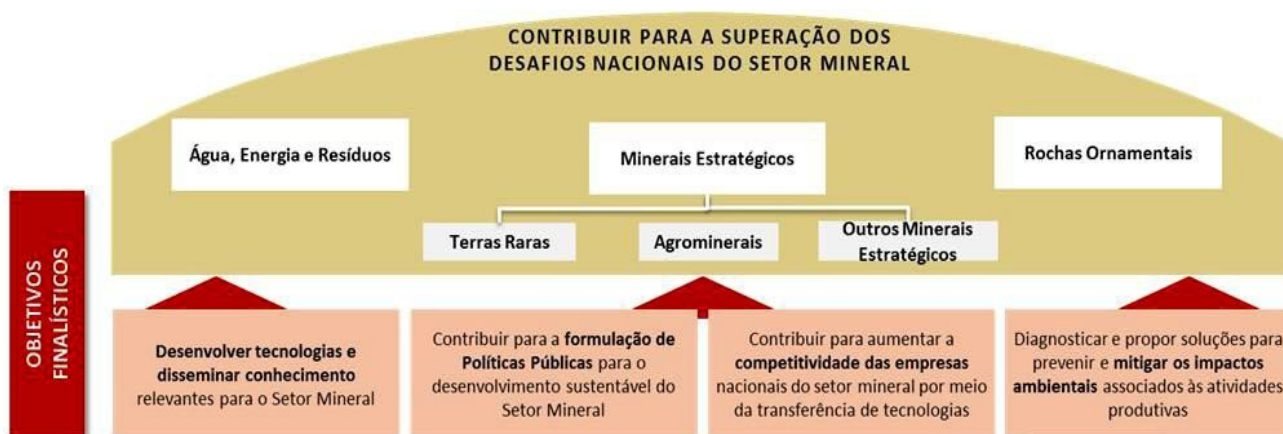 CONTRIBUIR PARA A SUPERAÇÃO DOS
DESAFIOS NACIONAIS DO SETOR MINERAL
Água, Energia e Resíduos
Minerais Estratégicos
Rochas Ornamentais
Terras Raras
Agrominerais
Outros Minerais
Estratégicos
OBJETIVOS
FINALÍSTICOS
Desenvolver tecnologias e
disseminar conhecimento
relevantes para o Setor Mineral
Contribuir para a formulação de
Políticas Públicas para o
desenvolvimento sustentável do
Setor Mineral
Contribuir para aumentar a
competitividade das empresas
nacionais do setor mineral por meio
da transferência de tecnologias
Diagnosticar e propor soluções para
prevenir e mitigar os impactos
ambientais associados às atividades
produtivas